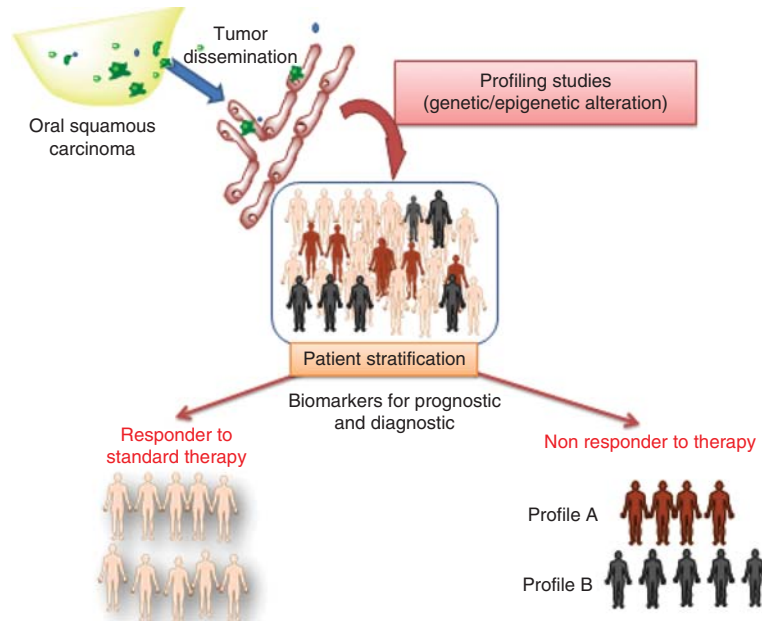 Tumor
dissemination
Oral squamous
carcinoma
Profiling studies
(genetic/epigenetic alteration)
Patient stratification
Biomarkers for prognostic
and diagnostic
Responder to
standard therapy
Non responder to therapy
Profile A
Profile B